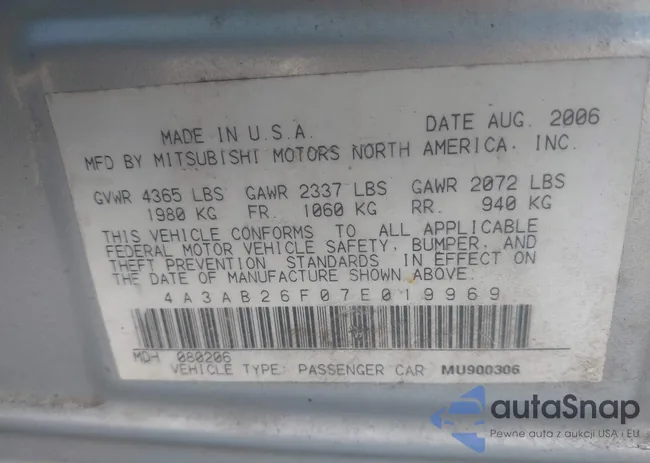 MADE IN U.S.A. DATE AUG. 2006
MFD BY MITSUBISHI MOTORS NORTH AMERICA, INC.
GVWR 4365 LBS GAWR 2337 LBS GAWR 2072 LBS
1980 KG FR. 1060 KG RR. 940 KG
THIS VEHICLE CONFORMS TO ALL APPLICABLE
FEDERAL MOTOR VEHICLE SAFETY, BUMPER, AND
THEFT PREVENTION STANDARDS IN EFFECT ON
THE DATE OF MANUFACTURE SHOWN ABOVE.
4A3AB26F07E019969
MDH 080206
VEHICLE TYPE: PASSENGER CAR MU900306
autoSnap
Pewne auta z aukcji USA i EU